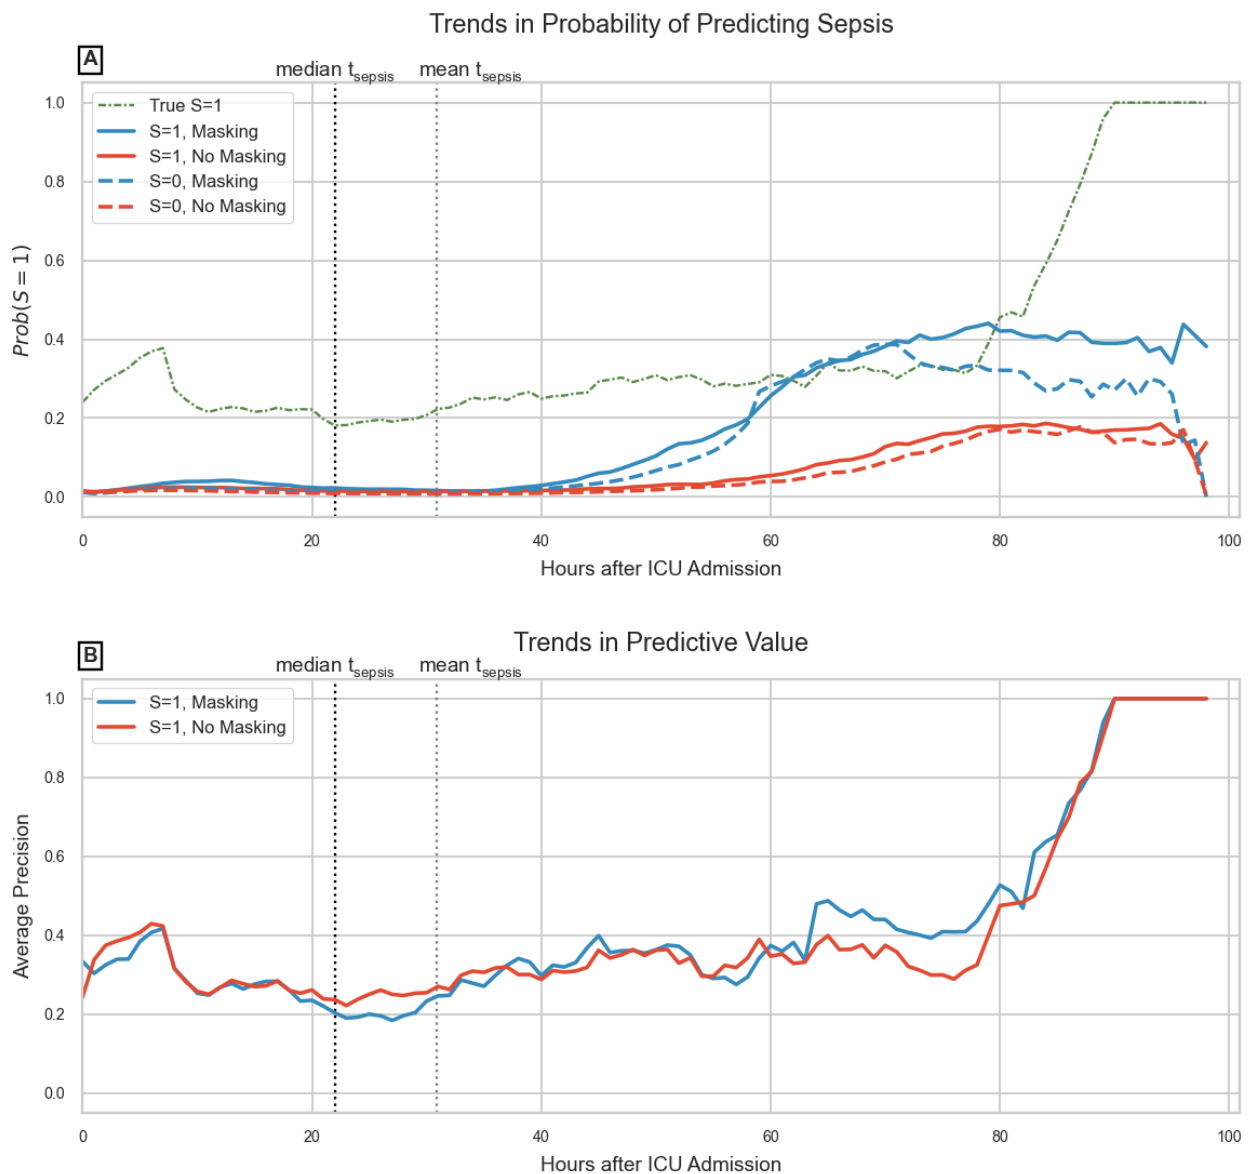 Trends in Probability of Predicting Sepsis
A
median t_sepsis mean t_sepsis
True S=1
S=1, Masking
S=1, No Masking
S=0, Masking
S=0, No Masking
Prob(S = 1)
1.0
0.8
0.6
0.4
0.2
0.0
0 20 40 60 80 100
Hours after ICU Admission
B
Trends in Predictive Value
median t_sepsis mean t_sepsis
S=1, Masking
S=1, No Masking
Average Precision
1.0
0.8
0.6
0.4
0.2
0.0
0 20 40 60 80 100
Hours after ICU Admission